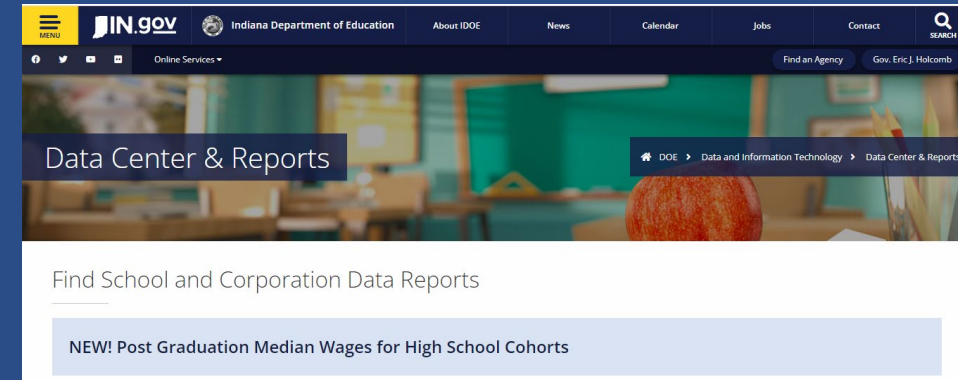 MENU
IN.gov
Indiana Department of Education
About IDOE
News
Calendar
Jobs
Contact
SEARCH
Online Services
Find an Agency
Gov. Eric J. Holcomb
Data Center & Reports
DOE > Data and Information Technology > Data Center & Reports
Find School and Corporation Data Reports
NEW! Post Graduation Median Wages for High School Cohorts